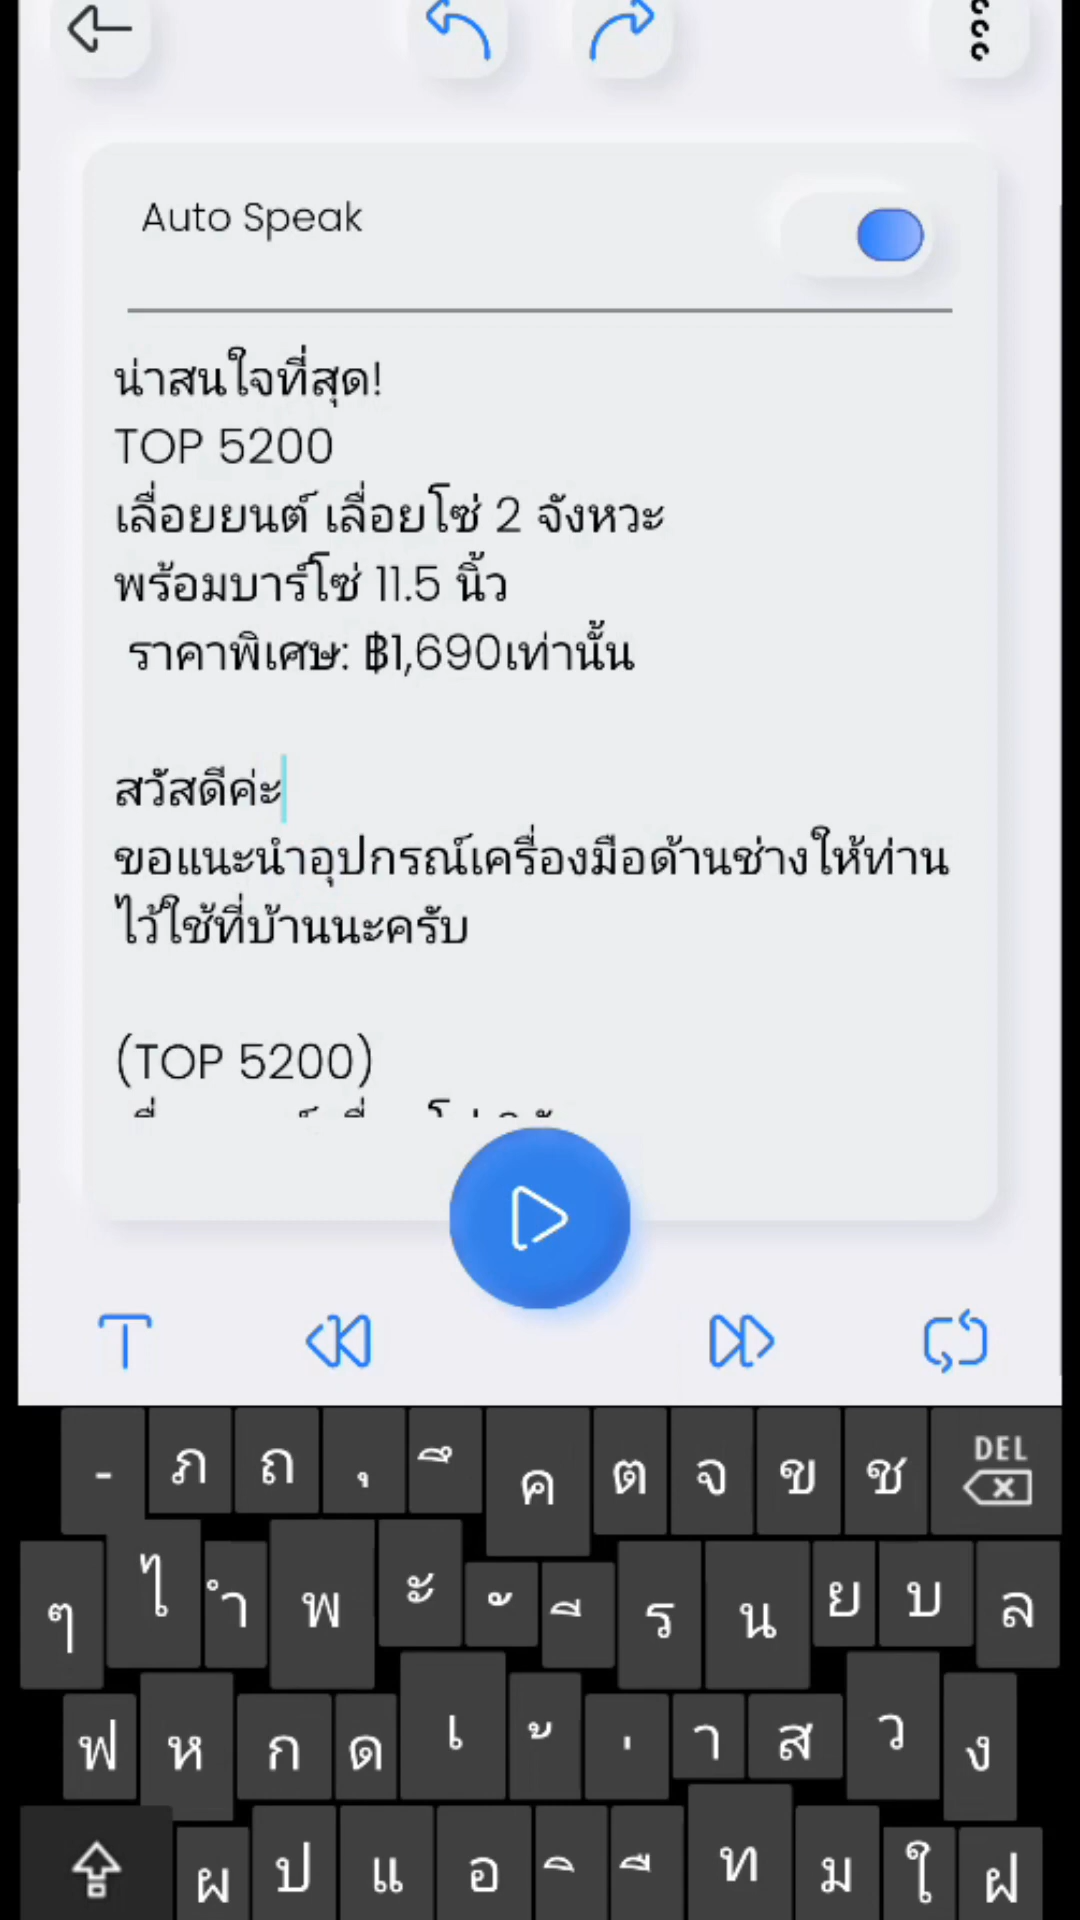 Auto Speak
น่าสนใจที่สุด!
TOP 5200
เลื่อยยนต์ เลื่อยโซ่ 2 จังหวะ
พร้อมบาร์โซ่ 11.5 นิ้ว
ราคาพิเศษ: ฿1,690เท่านั้น
สวัสดีค่ะ
ขอแนะนำอุปกรณ์เครื่องมือด้านช่างให้ท่าน
ไว้ใช้ที่บ้านนะครับ
(TOP 5200)
- ภ ถ ุ ึ ค ต จ ข ช DEL
ๆ ไ ำ พ ะ ั ี ร น ย บ ล
ฟ ห ก ด เ ้ ่ า ส ว ง
ผ ป แ อ ิ ื ท ม ใ ฝ